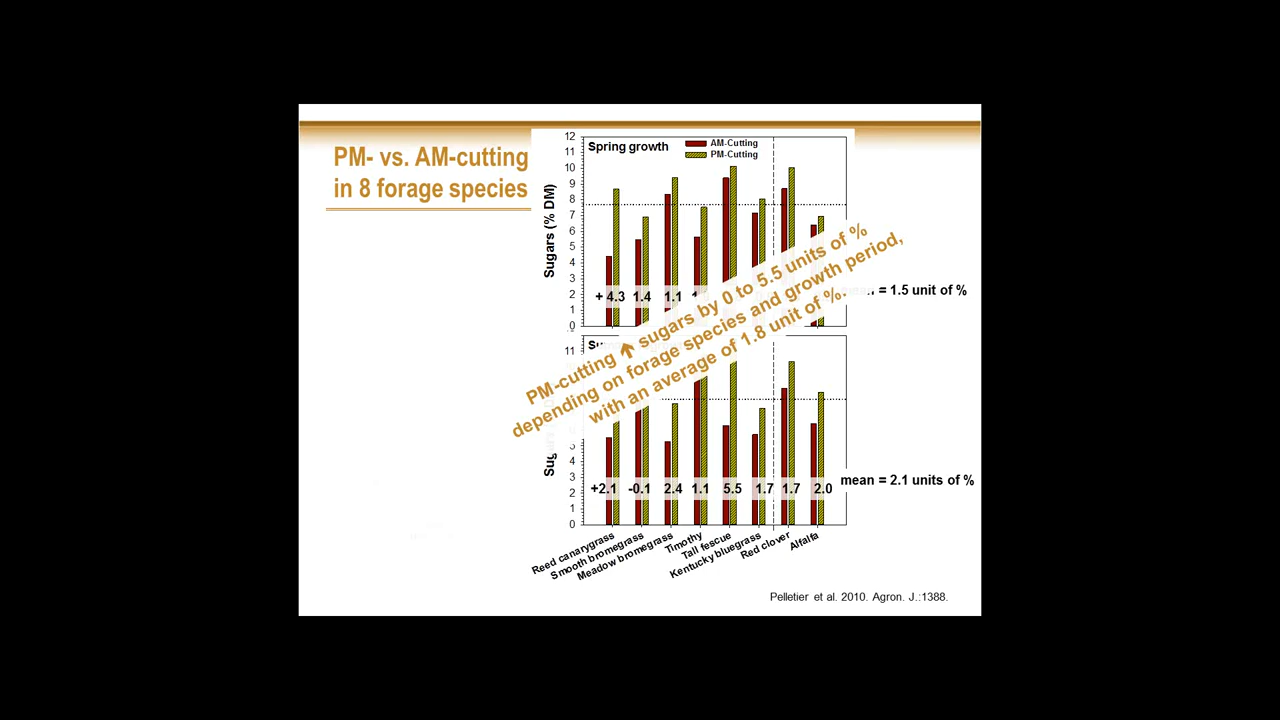 PM- vs. AM-cutting
in 8 forage species
12
11
10
9
8
7
6
5
4
3
2
1
0
Sugars (% DM)
Spring growth
AM-Cutting
PM-Cutting
+ 4.3 1.4 1.1
= 1.5 unit of %
PM-cutting ↑ sugars by 0 to 5.5 units of %
depending on forage species and growth period,
with an average of 1.8 unit of %.
11
5
4
3
2
1
0
+2.1 -0.1 2.4 1.1 5.5 1.7 1.7 2.0
mean = 2.1 units of %
Reed canarygrass
Smooth bromegrass
Meadow bromegrass
Timothy
Tall fescue
Kentucky bluegrass
Red clover
Alfalfa
Pelletier et al. 2010. Agron. J.:1388.